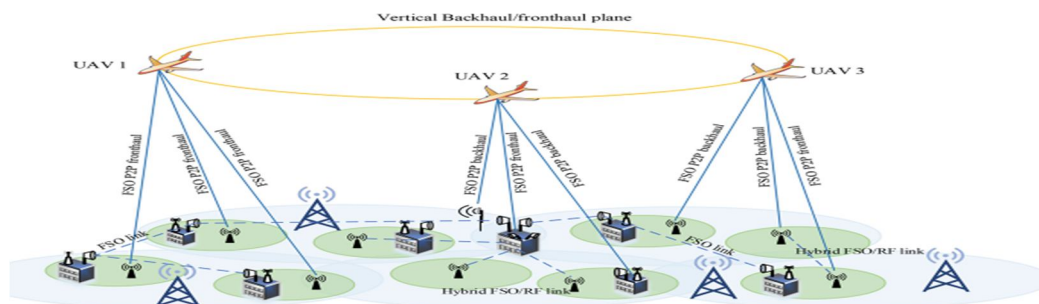 Vertical Backhaul/fronthaul plane
UAV 1
UAV 2
UAV 3
FSO P2P fronthaul
FSO P2P fronthaul
FSO P2P fronthaul
FSO P2P backhaul
FSO P2P fronthaul
FSO P2P backhaul
FSO P2P backhaul
FSO P2P backhaul
FSO P2P fronthaul
FSO link
FSO link
Hybrid FSO/RF link
Hybrid FSO/RF link